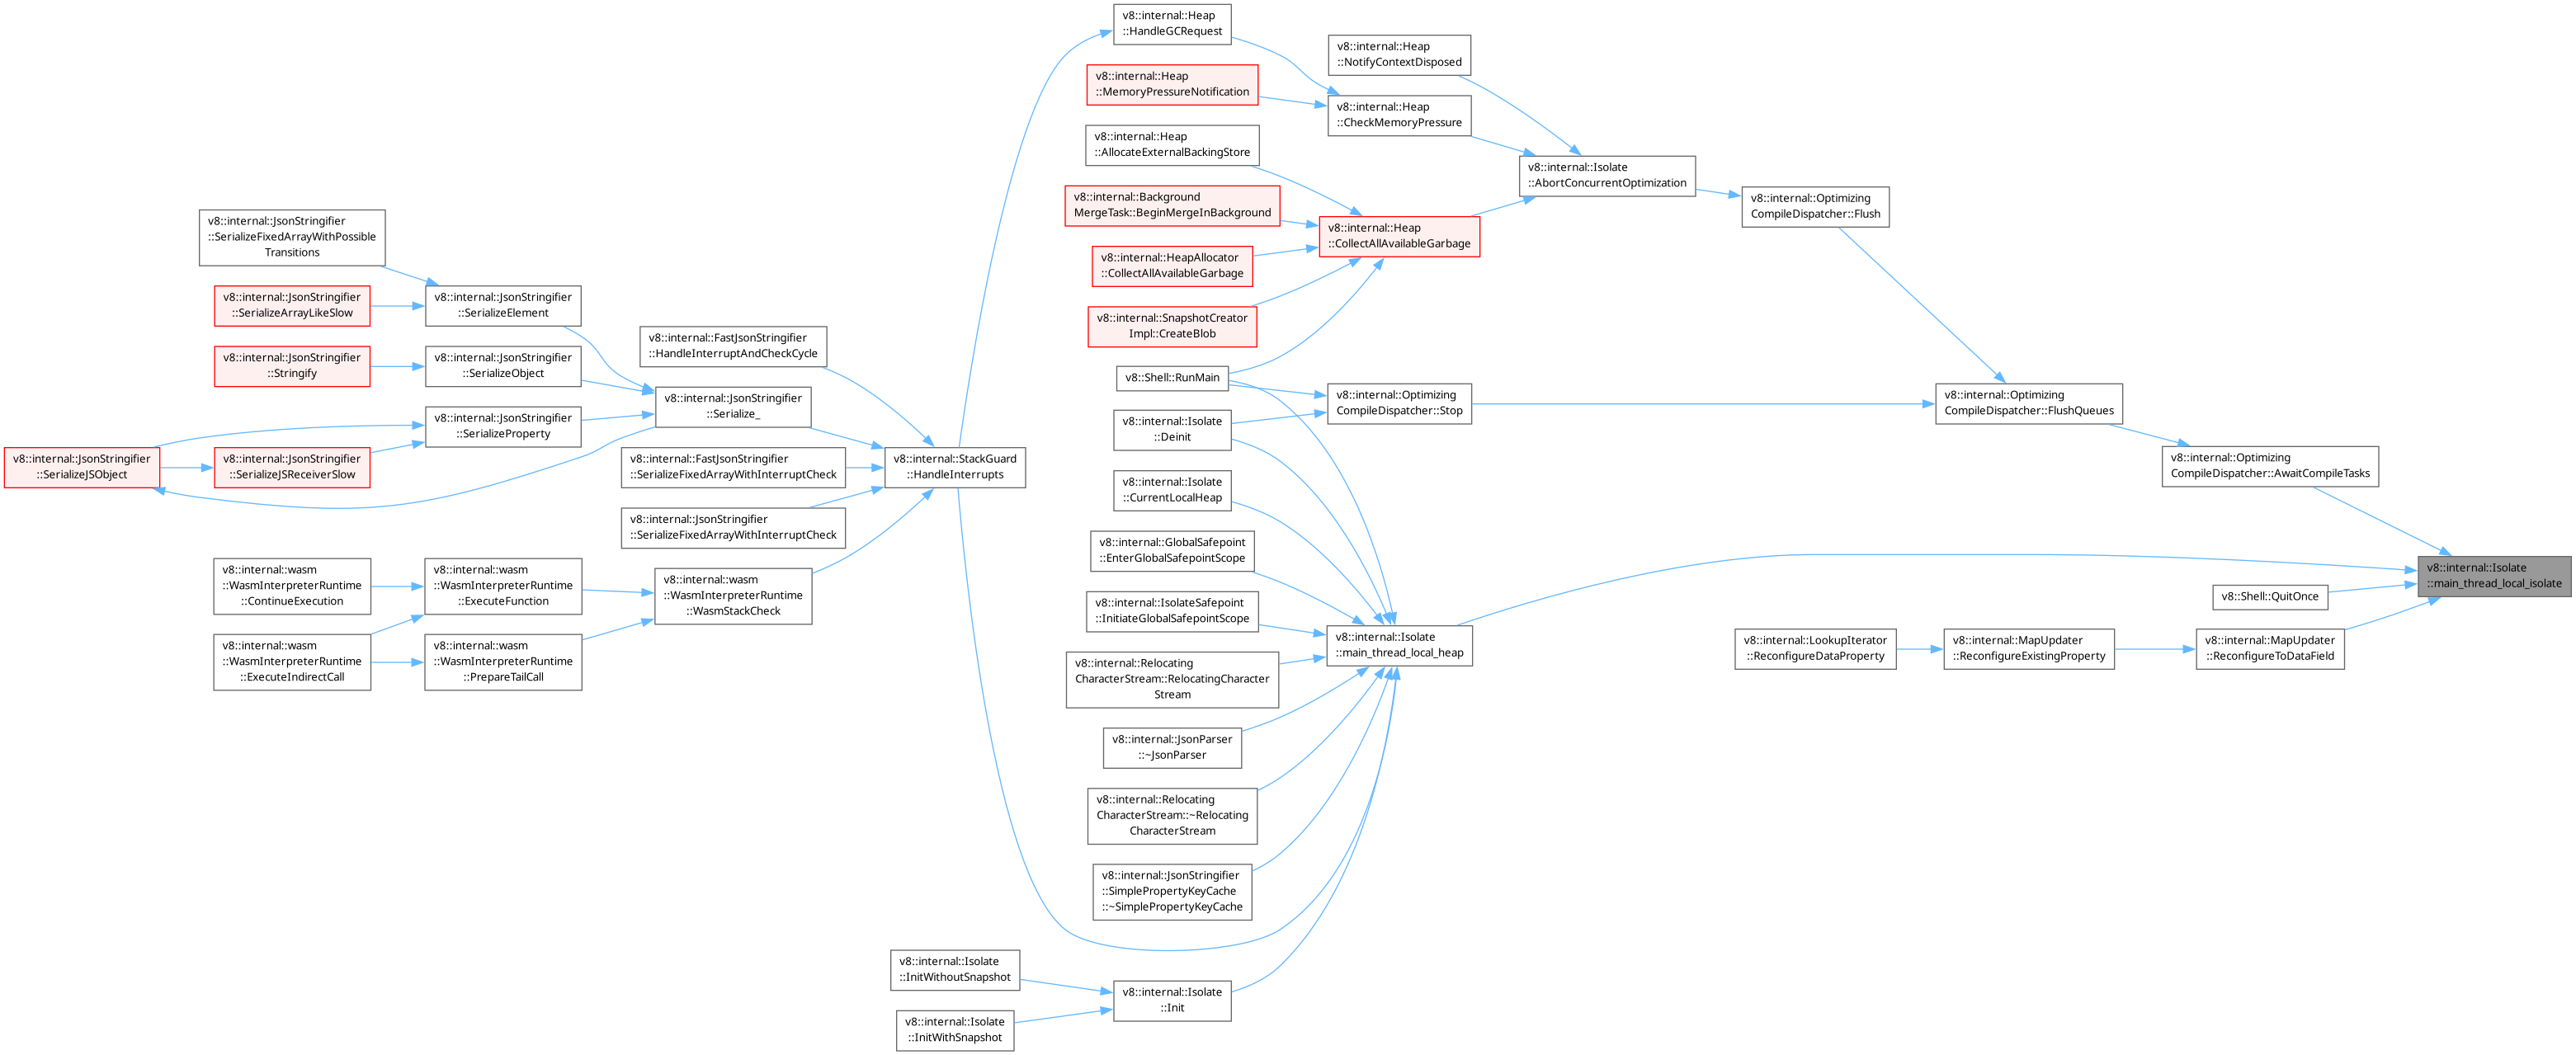 v8::internal::Heap
::HandleGCRequest
v8::internal::Heap
::NotifyContextDisposed
v8::internal::Heap
::MemoryPressureNotification
v8::internal::Heap
::CheckMemoryPressure
v8::internal::Heap
::AllocateExternalBackingStore
v8::internal::Isolate
::AbortConcurrentOptimization
v8::internal::Background
MergeTask::BeginMergeInBackground
v8::internal::Optimizing
CompileDispatcher::Flush
v8::internal::JsonStringifier
::SerializeFixedArrayWithPossible
Transitions
v8::internal::Heap
::CollectAllAvailableGarbage
v8::internal::HeapAllocator
::CollectAllAvailableGarbage
v8::internal::JsonStringifier
::SerializeArrayLikeSlow
v8::internal::JsonStringifier
::SerializeElement
v8::internal::SnapshotCreator
Impl::CreateBlob
v8::internal::FastJsonStringifier
::HandleInterruptAndCheckCycle
v8::internal::JsonStringifier
::Stringify
v8::internal::JsonStringifier
::SerializeObject
v8::Shell::RunMain
v8::internal::JsonStringifier
::Serialize_
v8::internal::Optimizing
CompileDispatcher::Stop
v8::internal::Optimizing
CompileDispatcher::FlushQueues
v8::internal::JsonStringifier
::SerializeProperty
v8::internal::Isolate
::Deinit
v8::internal::JsonStringifier
::SerializeJSObject
v8::internal::JsonStringifier
::SerializeJSReceiverSlow
v8::internal::FastJsonStringifier
::SerializeFixedArrayWithInterruptCheck
v8::internal::StackGuard
::HandleInterrupts
v8::internal::Optimizing
CompileDispatcher::AwaitCompileTasks
v8::internal::Isolate
::CurrentLocalHeap
v8::internal::JsonStringifier
::SerializeFixedArrayWithInterruptCheck
v8::internal::GlobalSafepoint
::EnterGlobalSafepointScope
v8::internal::wasm
::WasmInterpreterRuntime
::ContinueExecution
v8::internal::wasm
::WasmInterpreterRuntime
::ExecuteFunction
v8::internal::wasm
::WasmInterpreterRuntime
::WasmStackCheck
v8::internal::Isolate
::main_thread_local_isolate
v8::Shell::QuitOnce
v8::internal::IsolateSafepoint
::InitiateGlobalSafepointScope
v8::internal::wasm
::WasmInterpreterRuntime
::ExecuteIndirectCall
v8::internal::wasm
::WasmInterpreterRuntime
::PrepareTailCall
v8::internal::Isolate
::main_thread_local_heap
v8::internal::LookupIterator
::ReconfigureDataProperty
v8::internal::MapUpdater
::ReconfigureExistingProperty
v8::internal::MapUpdater
::ReconfigureToDataField
v8::internal::Relocating
CharacterStream::RelocatingCharacter
Stream
v8::internal::JsonParser
::~JsonParser
v8::internal::Relocating
CharacterStream::~Relocating
CharacterStream
v8::internal::JsonStringifier
::SimplePropertyKeyCache
::~SimplePropertyKeyCache
v8::internal::Isolate
::InitWithoutSnapshot
v8::internal::Isolate
::Init
v8::internal::Isolate
::InitWithSnapshot